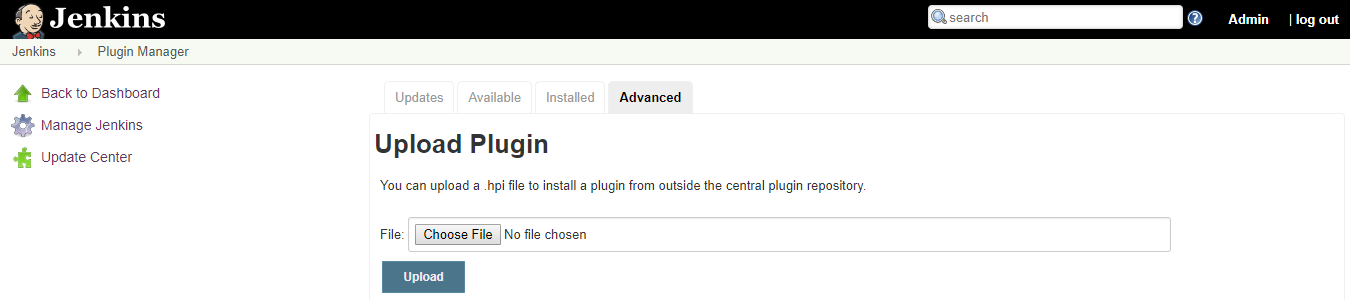 Jenkins
search
Admin | log out
Jenkins Plugin Manager
Back to Dashboard
Manage Jenkins
Update Center
Updates Available Installed Advanced
Upload Plugin
You can upload a .hpi file to install a plugin from outside the central plugin repository.
File: Choose File No file chosen
Upload